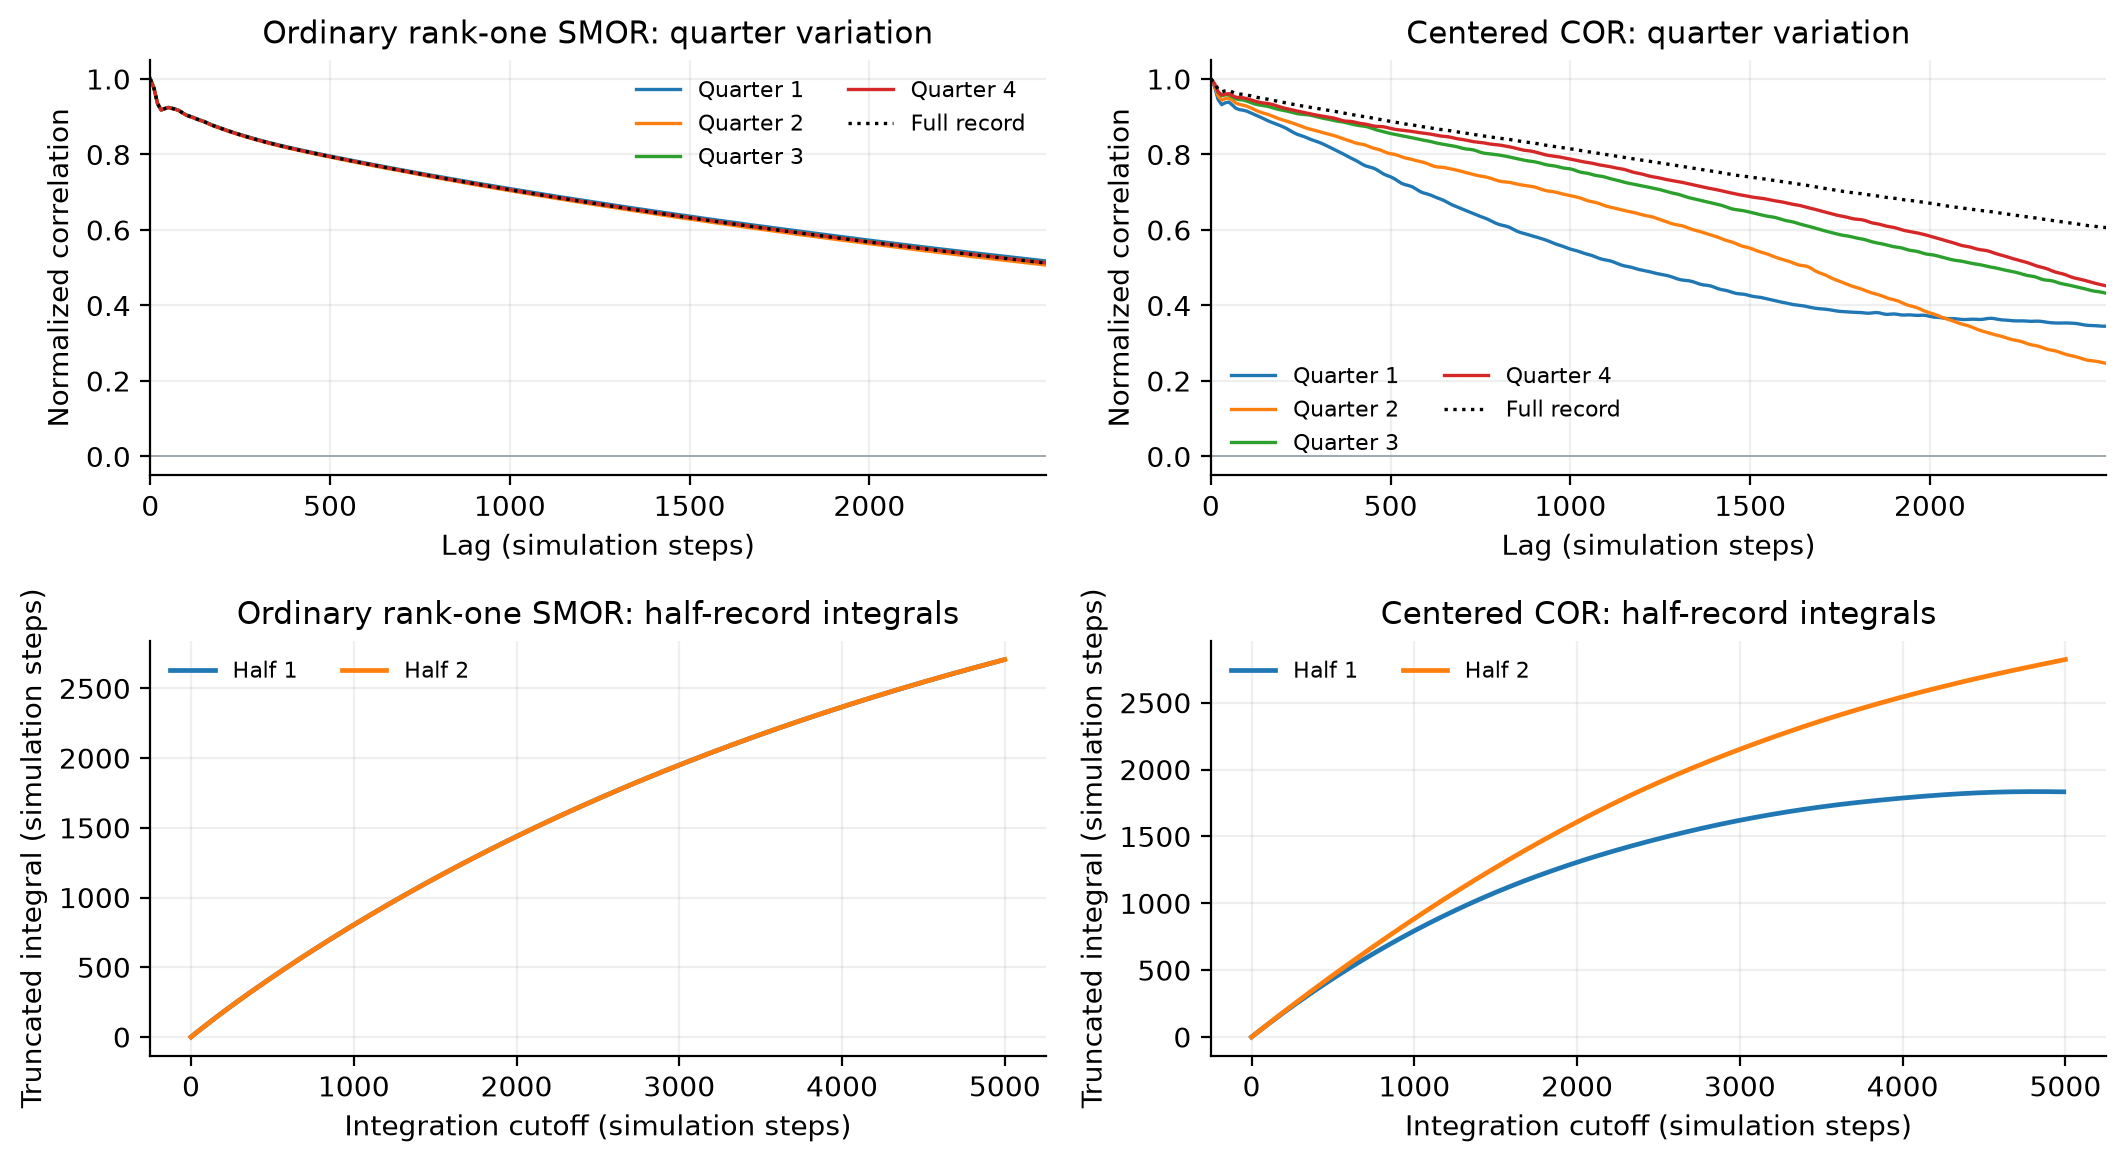 Ordinary rank-one SMOR: quarter variation
Normalized correlation
1.0
0.8
0.6
0.4
0.2
0.0
Quarter 1
Quarter 2
Quarter 3
Quarter 4
Full record
0 500 1000 1500 2000
Lag (simulation steps)
Centered COR: quarter variation
Normalized correlation
1.0
0.8
0.6
0.4
0.2
0.0
Quarter 1
Quarter 2
Quarter 3
Quarter 4
Full record
0 500 1000 1500 2000
Lag (simulation steps)
Ordinary rank-one SMOR: half-record integrals
Truncated integral (simulation steps)
Half 1 Half 2
2500
2000
1500
1000
500
0
0 1000 2000 3000 4000 5000
Integration cutoff (simulation steps)
Centered COR: half-record integrals
Truncated integral (simulation steps)
Half 1 Half 2
2500
2000
1500
1000
500
0
0 1000 2000 3000 4000 5000
Integration cutoff (simulation steps)